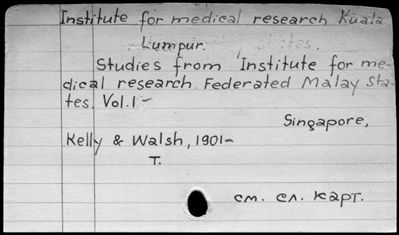 Institute for medical research Kuala
Lumpur.
Studies from Institute for me-
dical research. Federated Malay Sta-
tes. Vol.1-
Singapore,
Kelly & Walsh, 1901-
T.
см. сл. карт.